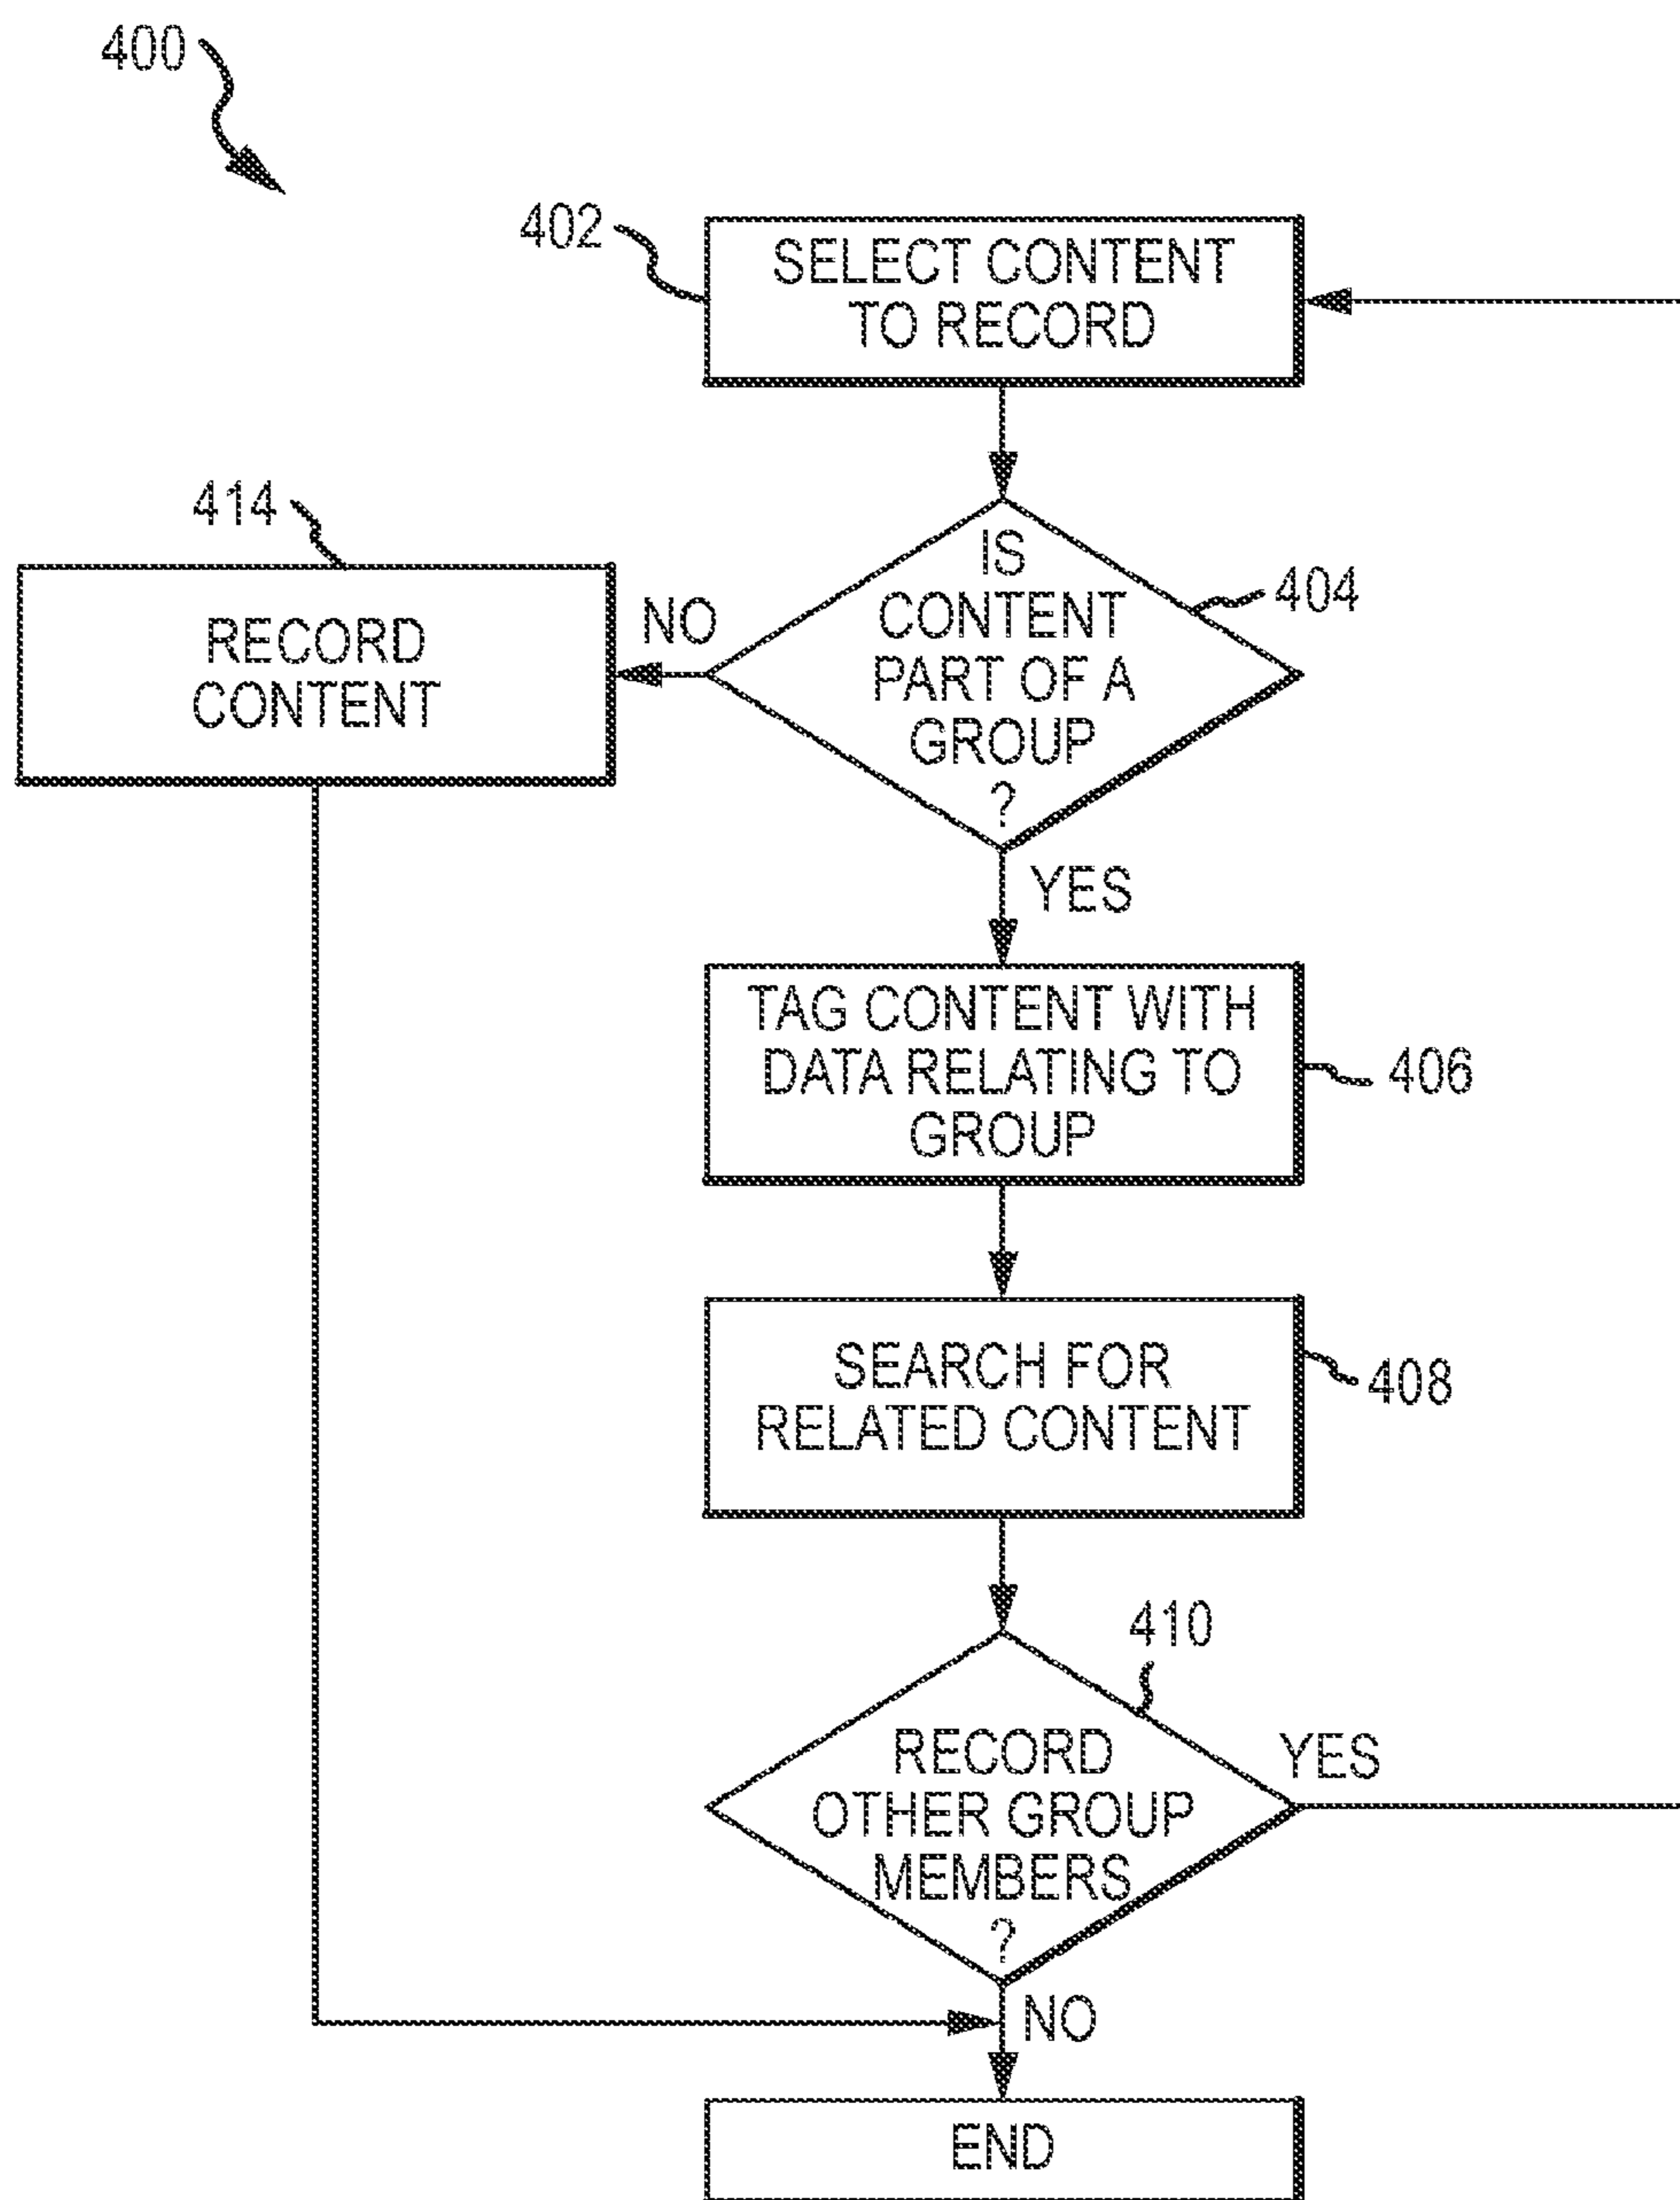 400
402
SELECT CONTENT
TO RECORD
414
RECORD
CONTENT
NO
IS
CONTENT
PART OF A
GROUP
?
404
YES
TAG CONTENT WITH
DATA RELATING TO
GROUP
406
SEARCH FOR
RELATED CONTENT
408
410
RECORD
OTHER GROUP
MEMBERS
?
YES
NO
END